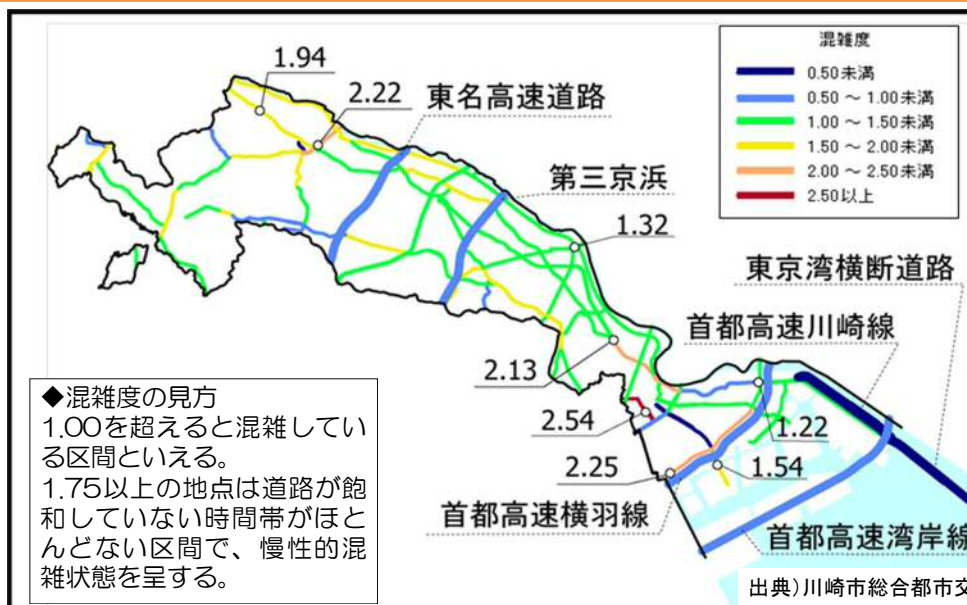 混雑度
0.50未満
0.50 ～ 1.00未満
1.00 ～ 1.50未満
1.50 ～ 2.00未満
2.00 ～ 2.50未満
2.50以上
1.94
2.22
東名高速道路
第三京浜
1.32
東京湾横断道路
首都高速川崎線
2.13
2.54
1.22
2.25
1.54
首都高速横羽線
首都高速湾岸線
◆混雑度の見方
1.00を超えると混雑してい
る区間といえる。
1.75以上の地点は道路が飽
和していない時間帯がほと
んどない区間で、慢性的混
雑状態を呈する。
出典)川崎市総合都市交